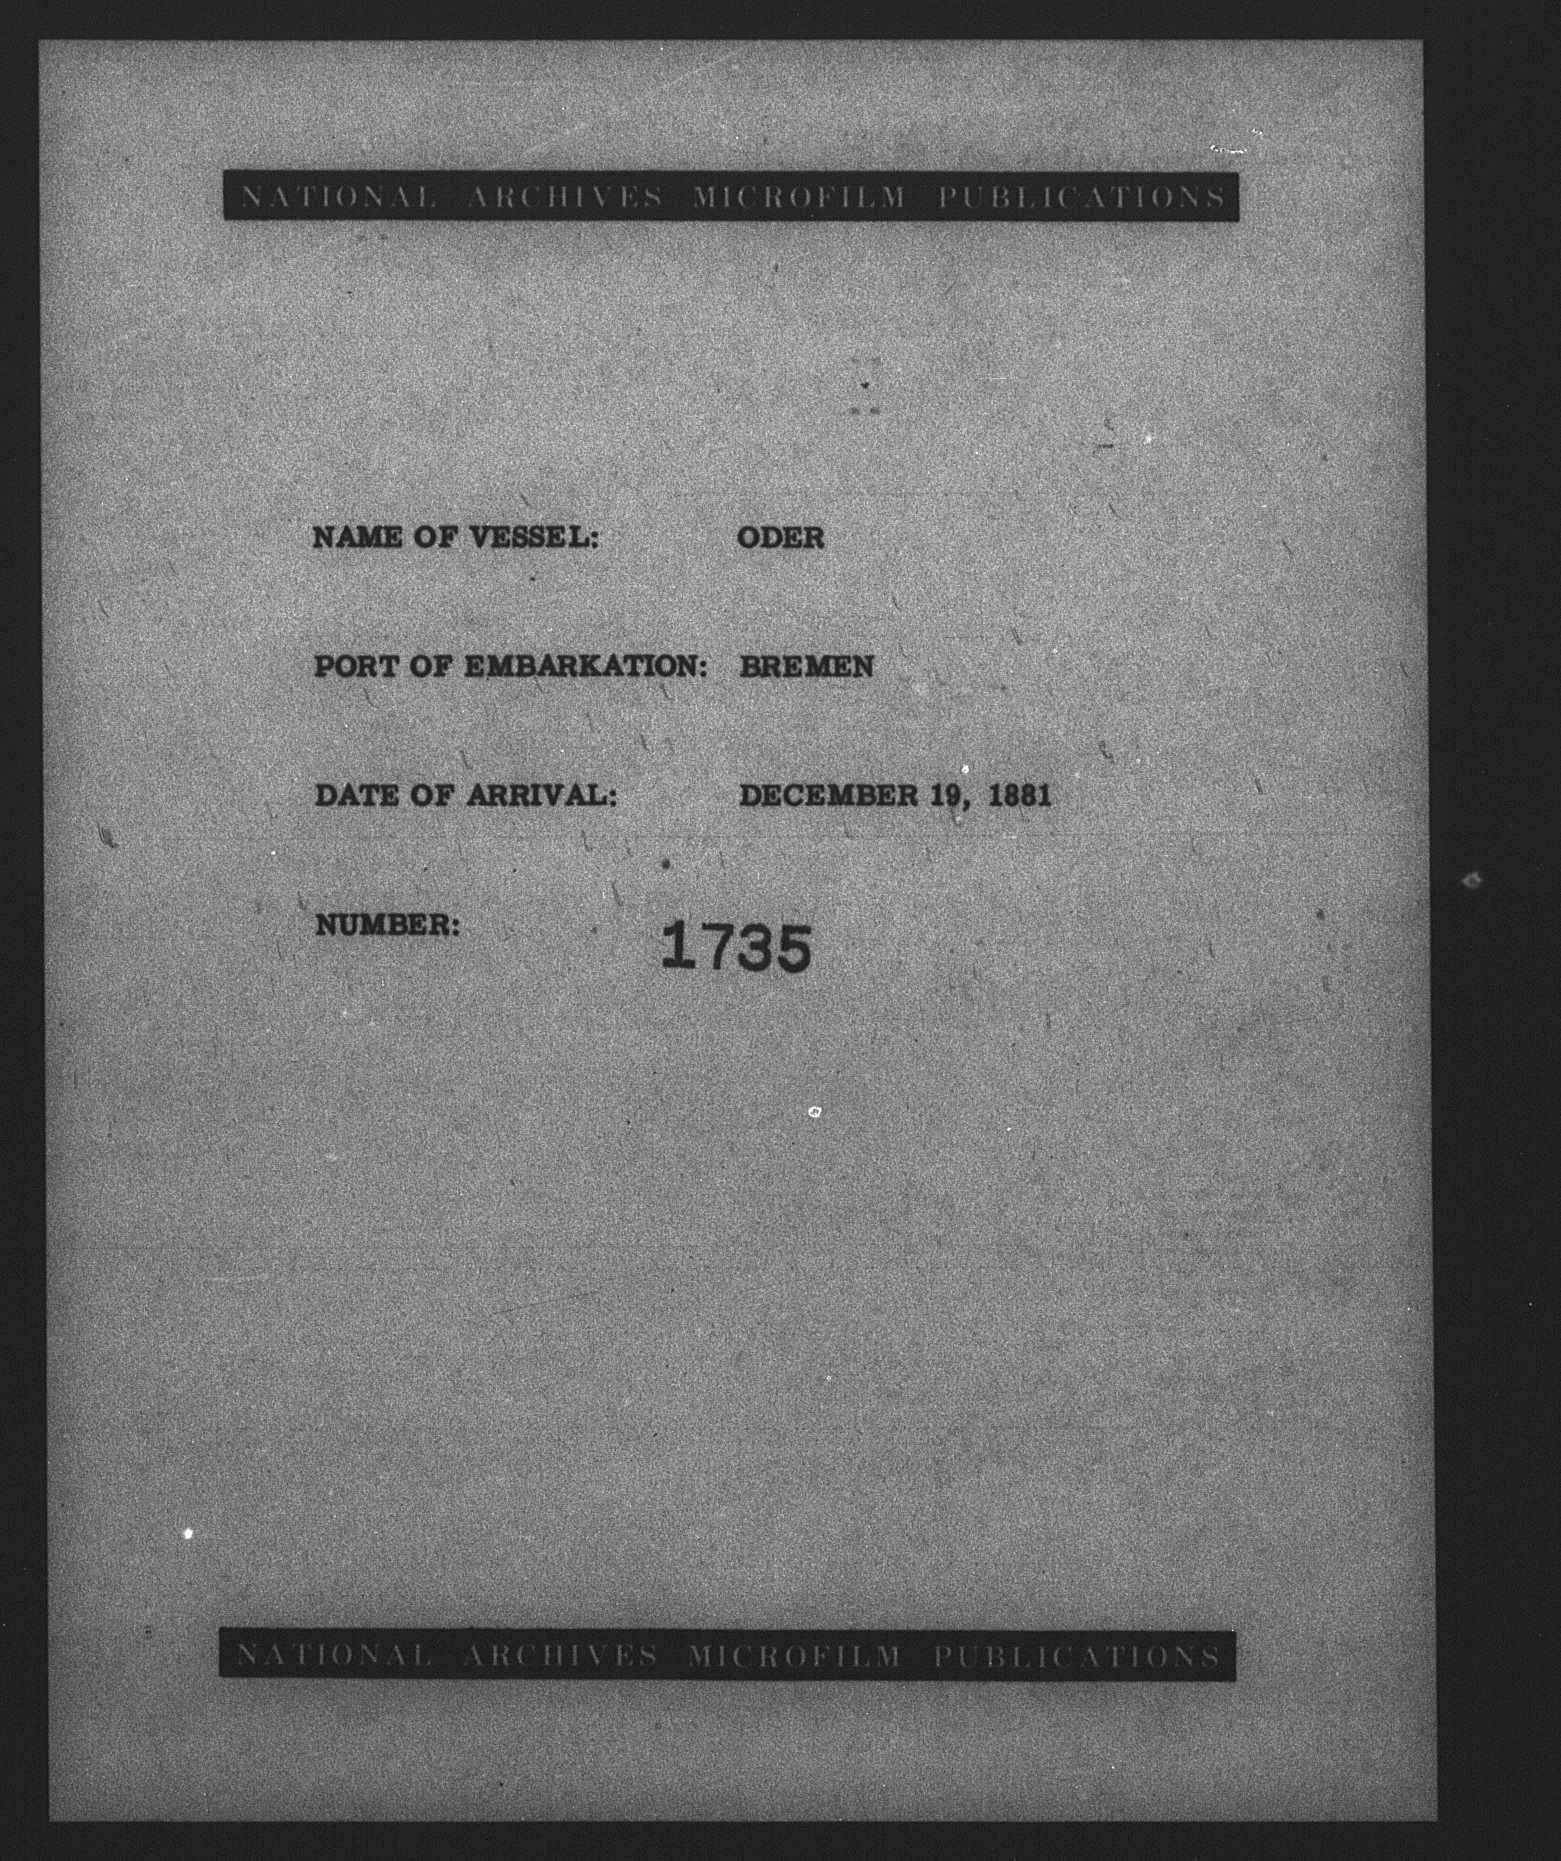 NATIONAL ARCHIVES MICROFILM PUBLICATIONS
NAME OF VESSEL: ODER
PORT OF EMBARKATION: BREMEN
DATE OF ARRIVAL: DECEMBER 19, 1881
NUMBER: 1735
NATIONAL ARCHIVES MICROFILM PUBLICATIONS